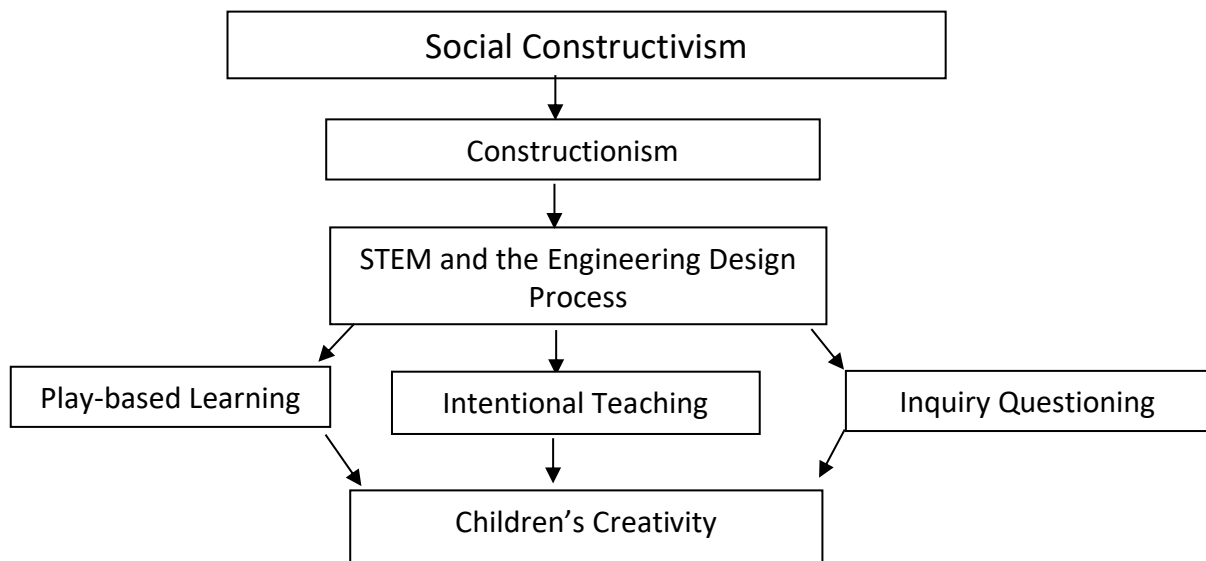 Social Constructivism
Constructionism
STEM and the Engineering Design
Process
Play-based Learning
Intentional Teaching
Inquiry Questioning
Children’s Creativity